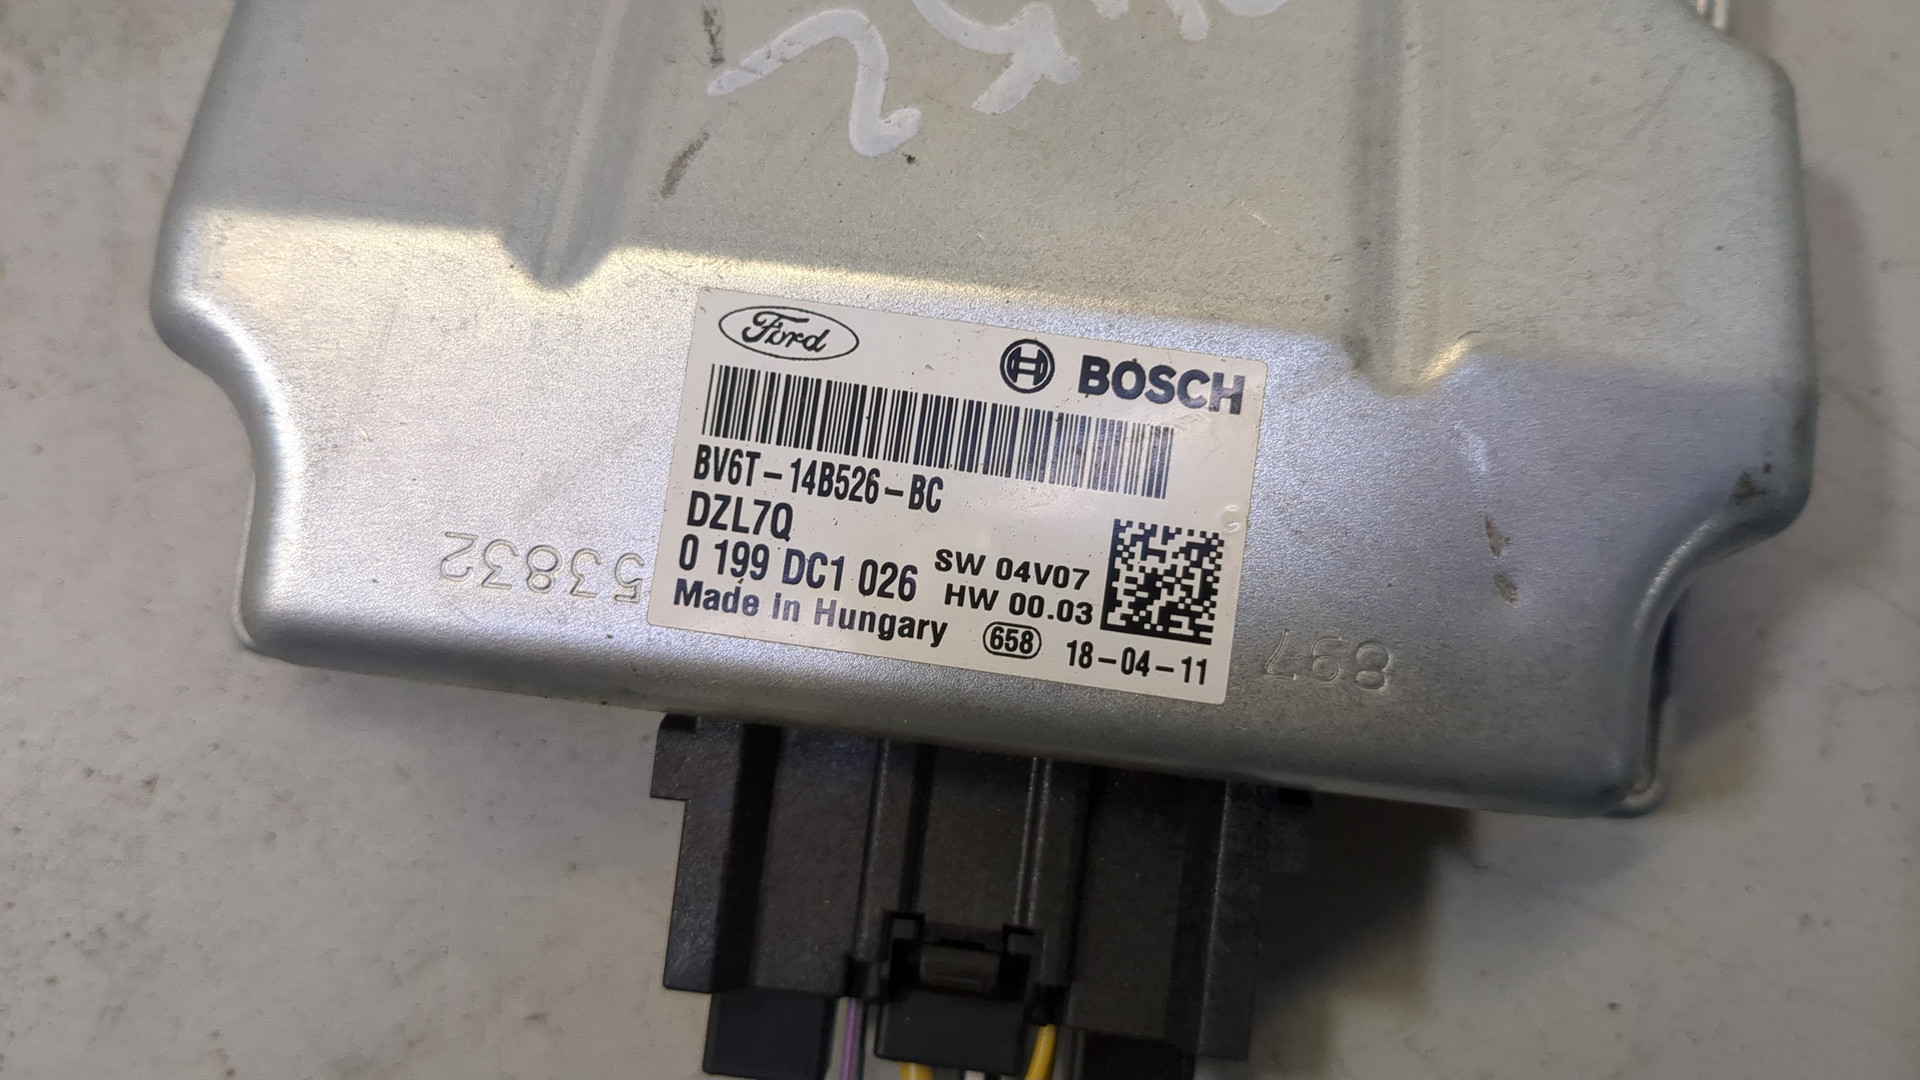 Ford
BOSCH
BV6T-14B526-BC
DZL7Q
0 199 DC1 026
SW 04V07
HW 00.03
Made in Hungary
658
18-04-11
53832
897